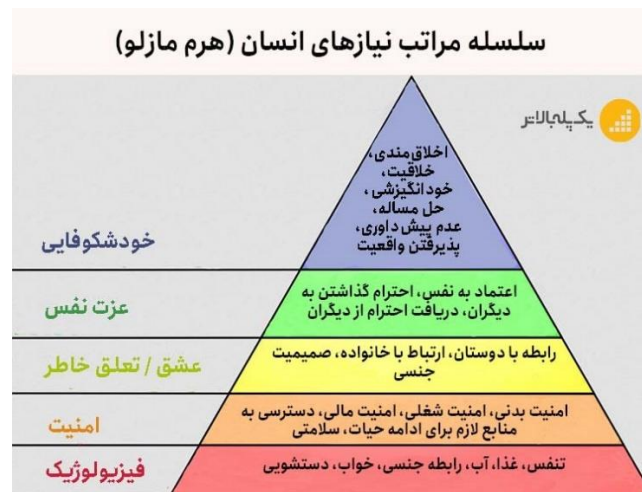 سلسله مراتب نیازهای انسان (هرم مازلو)
یک‌پله‌بالاتر
اخلاق‌مندی،
خلاقیت،
خودانگیزشی،
حل مساله،
عدم پیش داوری،
پذیرفتن واقعیت
خودشکوفایی
اعتماد به نفس، احترام گذاشتن به
دیگران، دریافت احترام از دیگران
عزت نفس
رابطه با دوستان، ارتباط با خانواده، صمیمیت
جنسی
عشق / تعلق خاطر
امنیت بدنی، امنیت شغلی، امنیت مالی، دسترسی به
منابع لازم برای ادامه حیات، سلامتی
امنیت
تنفس، غذا، آب، رابطه جنسی، خواب، دستشویی
فیزیولوژیک